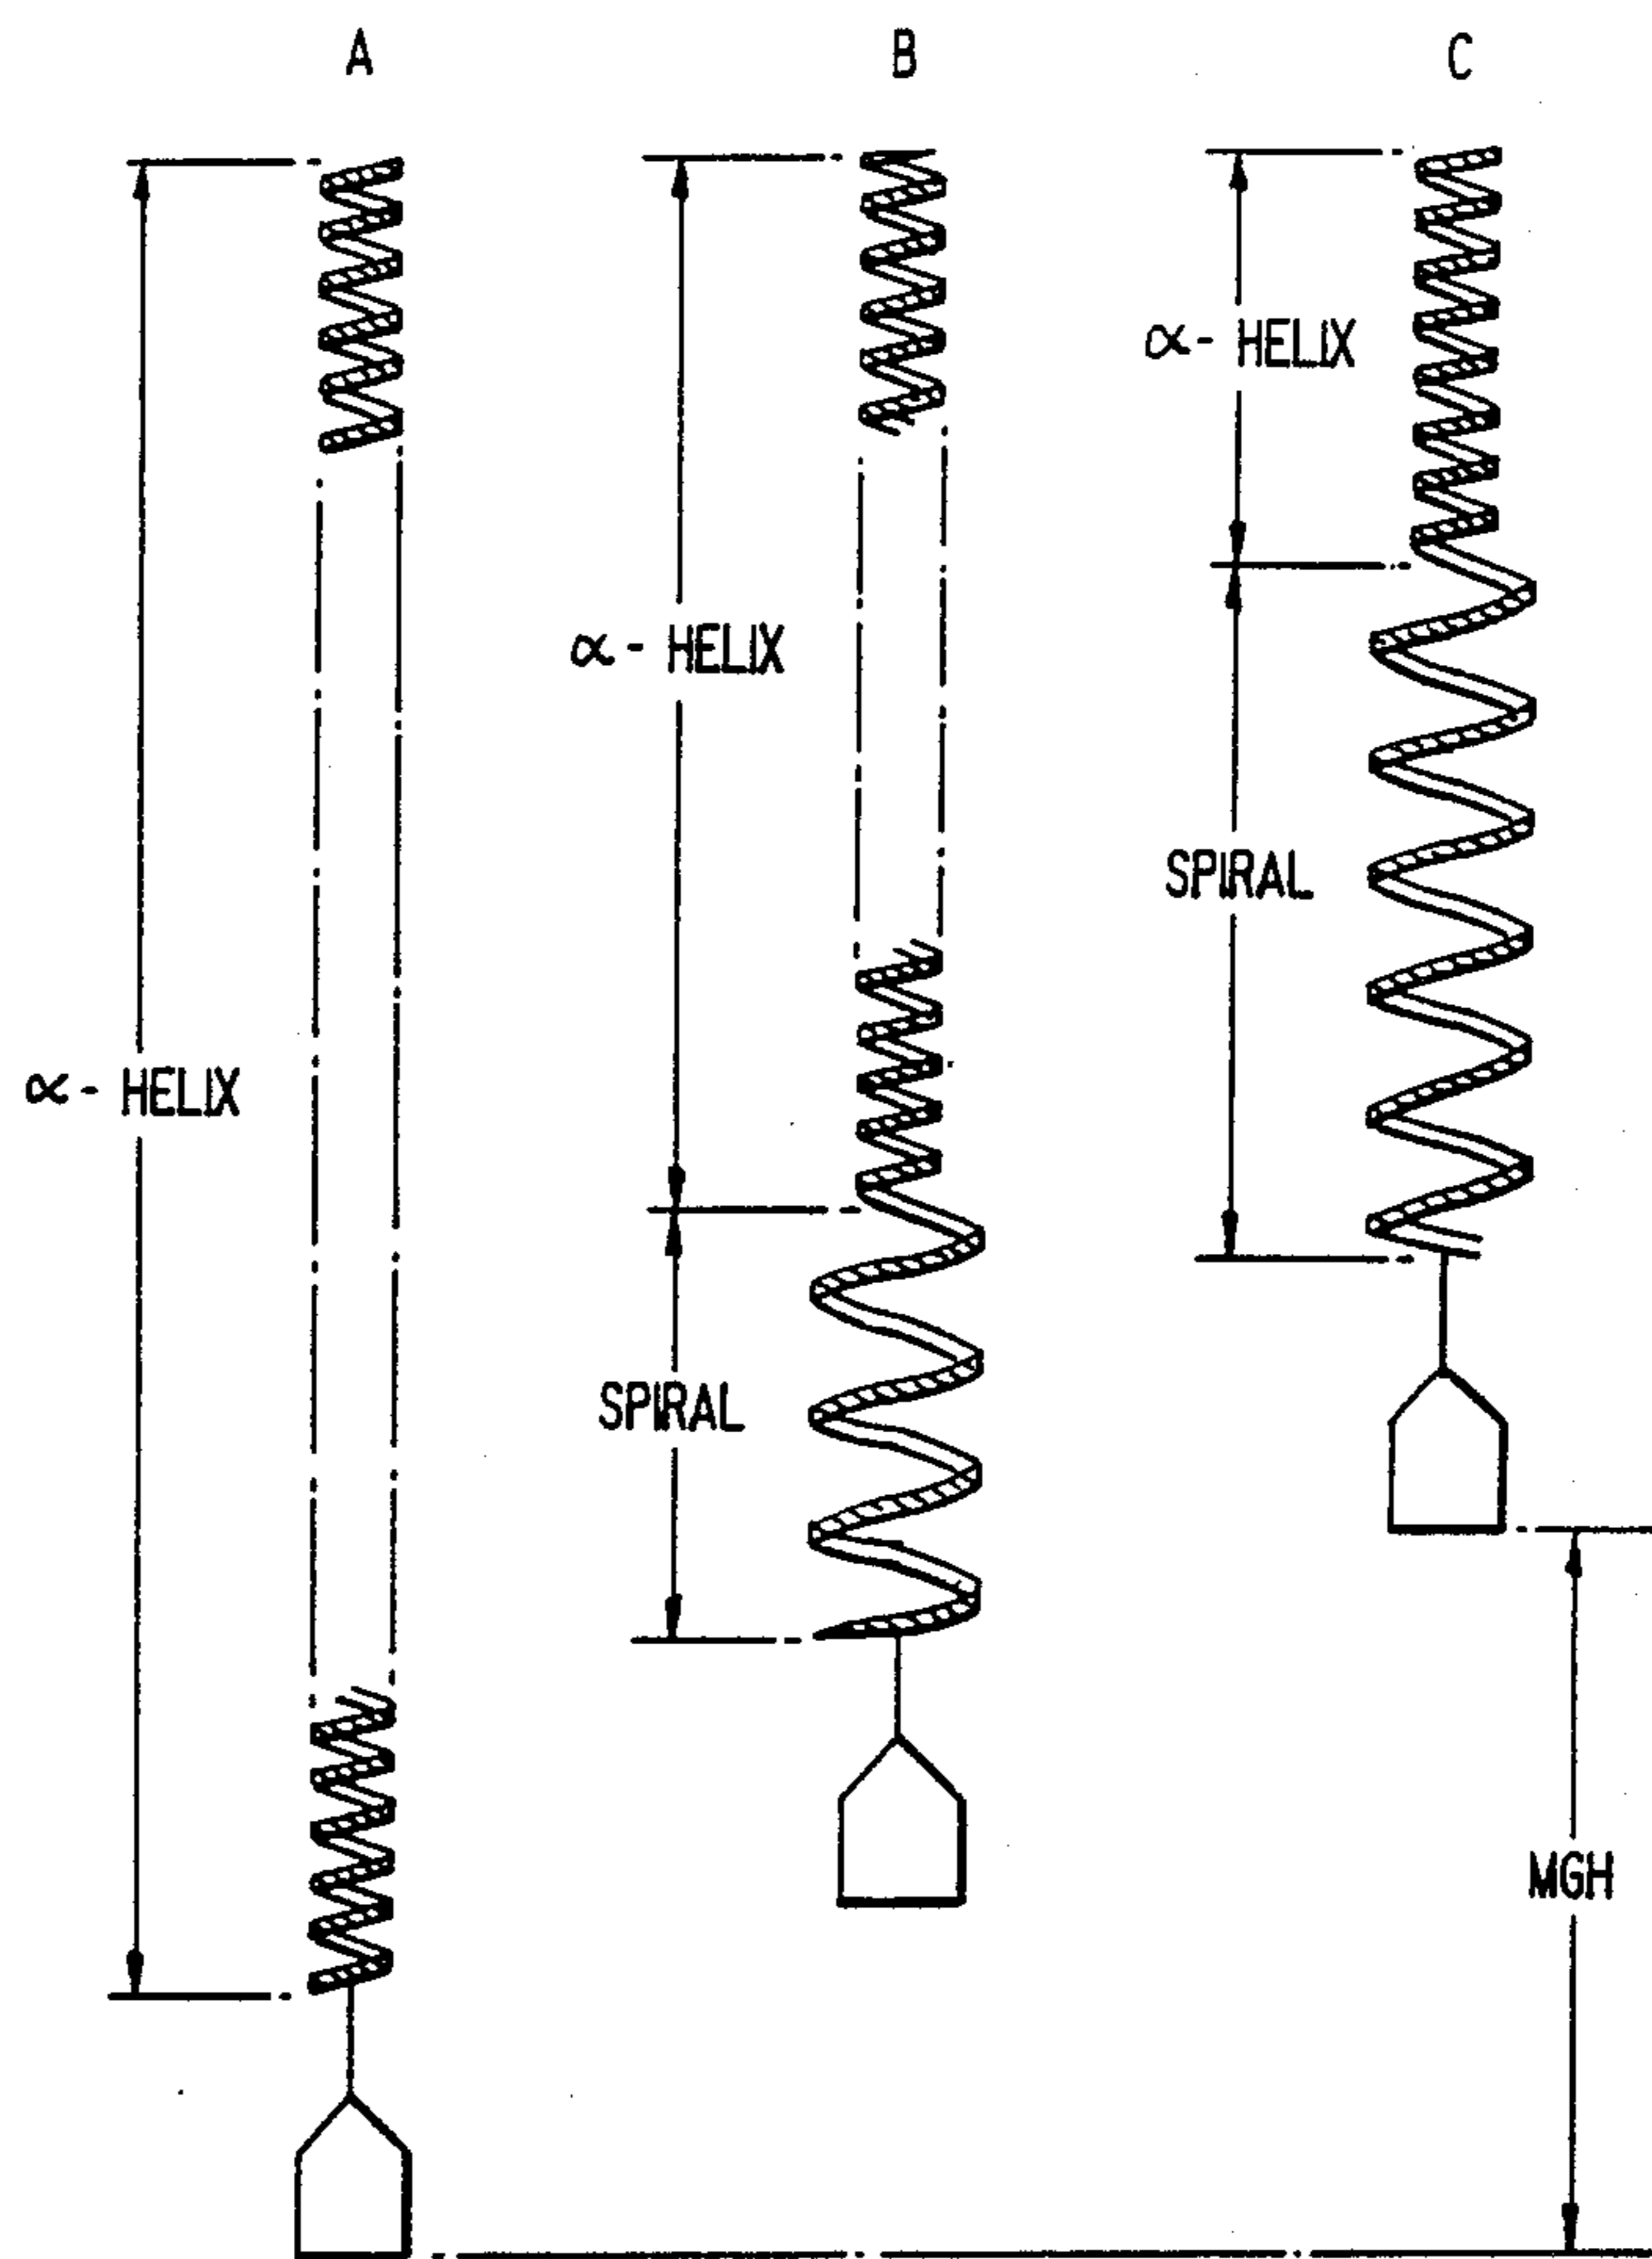 A
B
C
α- HELIX
α- HELIX
SPIRAL
α- HELIX
SPIRAL
MGH